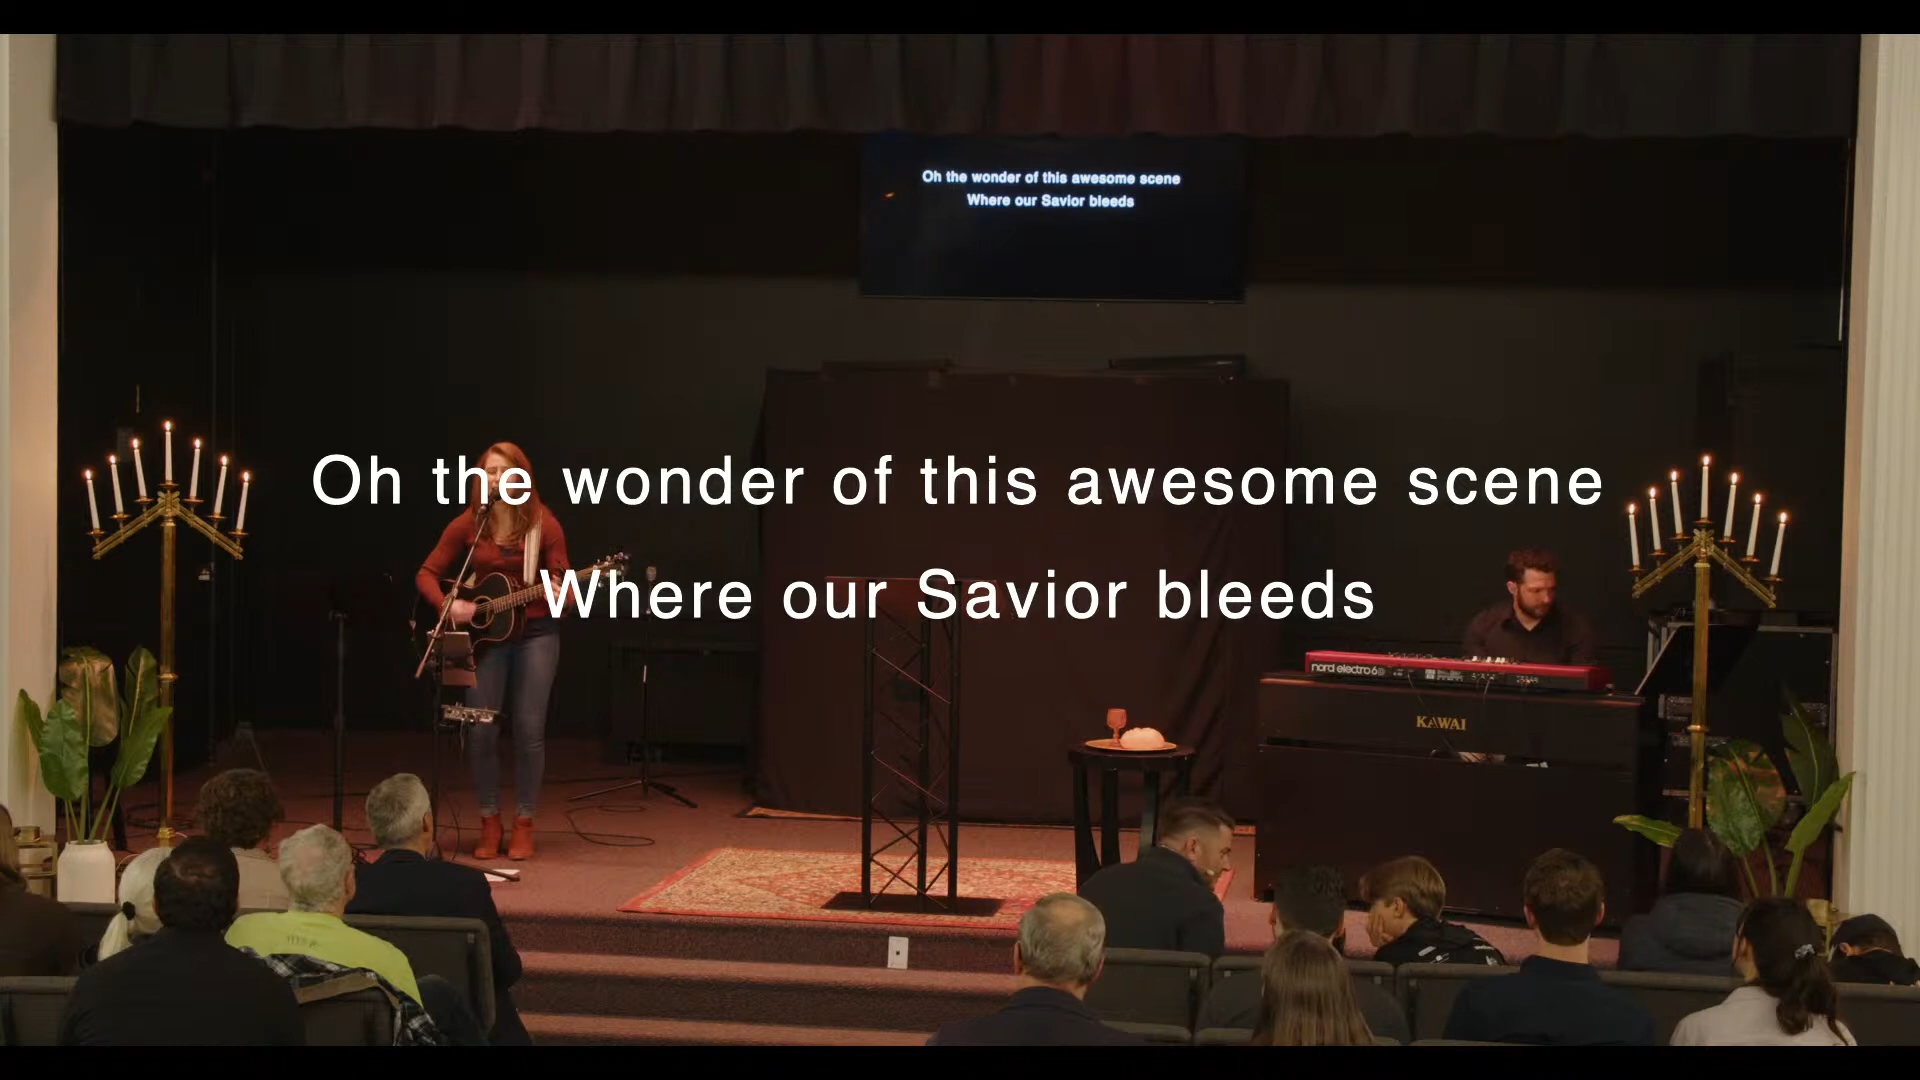 Oh the wonder of this awesome scene
Where our Savior bleeds
Oh the wonder of this awesome scene
Where our Savior bleeds
nord electro 6D
KAWAI